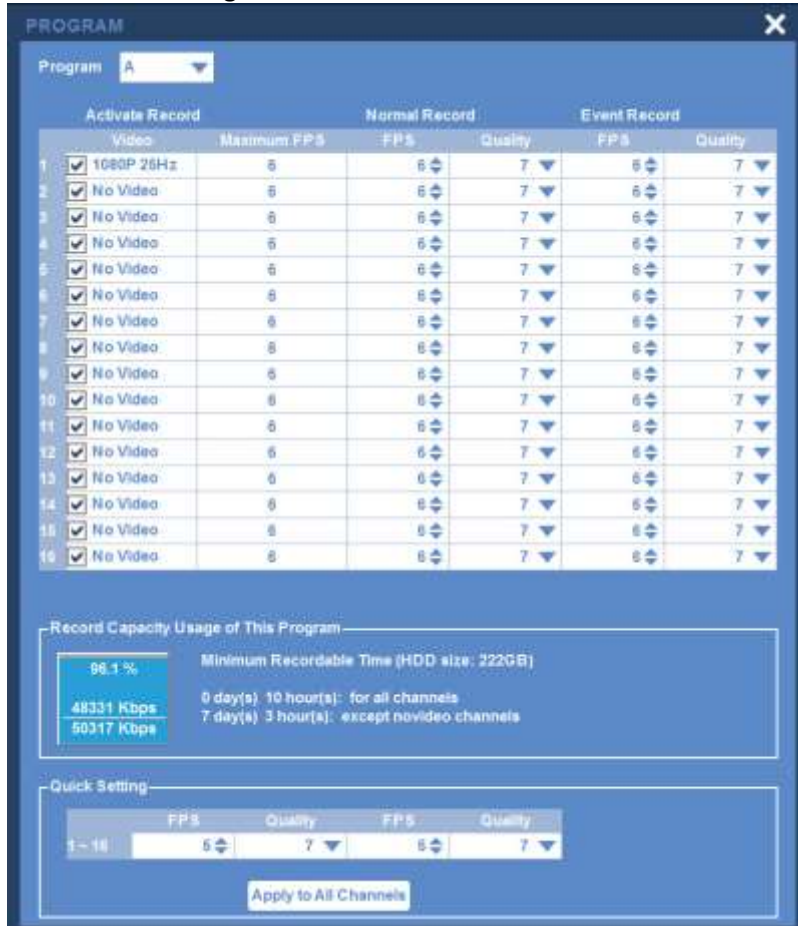 PROGRAM
Program A
Activate Record Normal Record Event Record
Video Maximum FPS FPS Quality FPS Quality
1 1080P 25Hz 6 6 7 6 7
2 No Video 6 6 7 6 7
3 No Video 6 6 7 6 7
4 No Video 6 6 7 6 7
5 No Video 6 6 7 6 7
6 No Video 6 6 7 6 7
7 No Video 6 6 7 6 7
8 No Video 6 6 7 6 7
9 No Video 6 6 7 6 7
10 No Video 6 6 7 6 7
11 No Video 6 6 7 6 7
12 No Video 6 6 7 6 7
13 No Video 6 6 7 6 7
14 No Video 6 6 7 6 7
15 No Video 6 6 7 6 7
16 No Video 6 6 7 6 7
Record Capacity Usage of This Program
96.1 %
Minimum Recordable Time (HDD size: 222GB)
48331 Kbps
0 day(s) 10 hour(s): for all channels
50317 Kbps
7 day(s) 3 hour(s): except novideo channels
Quick Setting
FPS Quality FPS Quality
1 ~ 16 6 7 6 7
Apply to All Channels